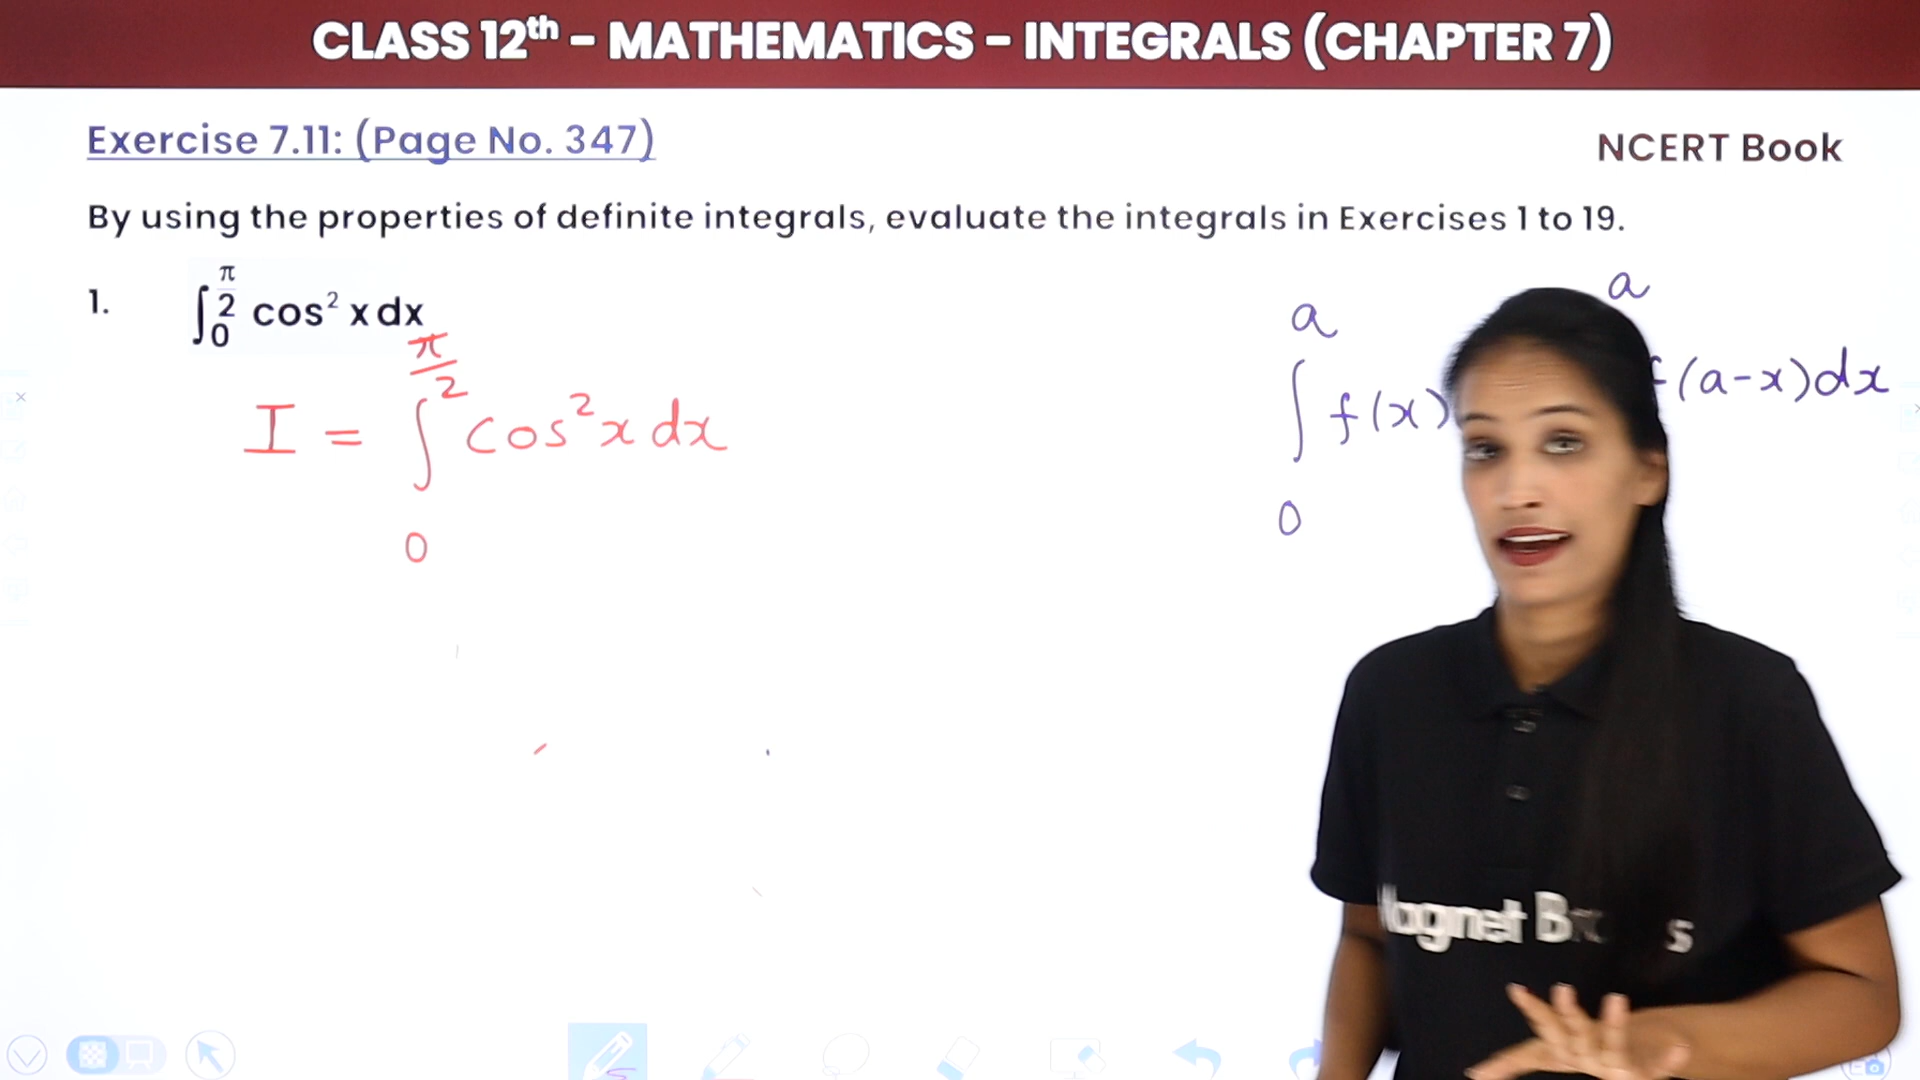 CLASS 12th - MATHEMATICS - INTEGRALS (CHAPTER 7)
Exercise 7.11: (Page No. 347)
NCERT Book
By using the properties of definite integrals, evaluate the integrals in Exercises 1 to 19.
1. ∫₀^(π/2) cos² x dx
I = ∫₀^(π/2) cos² x dx
a a
∫ f(x) (a-x)dx
0